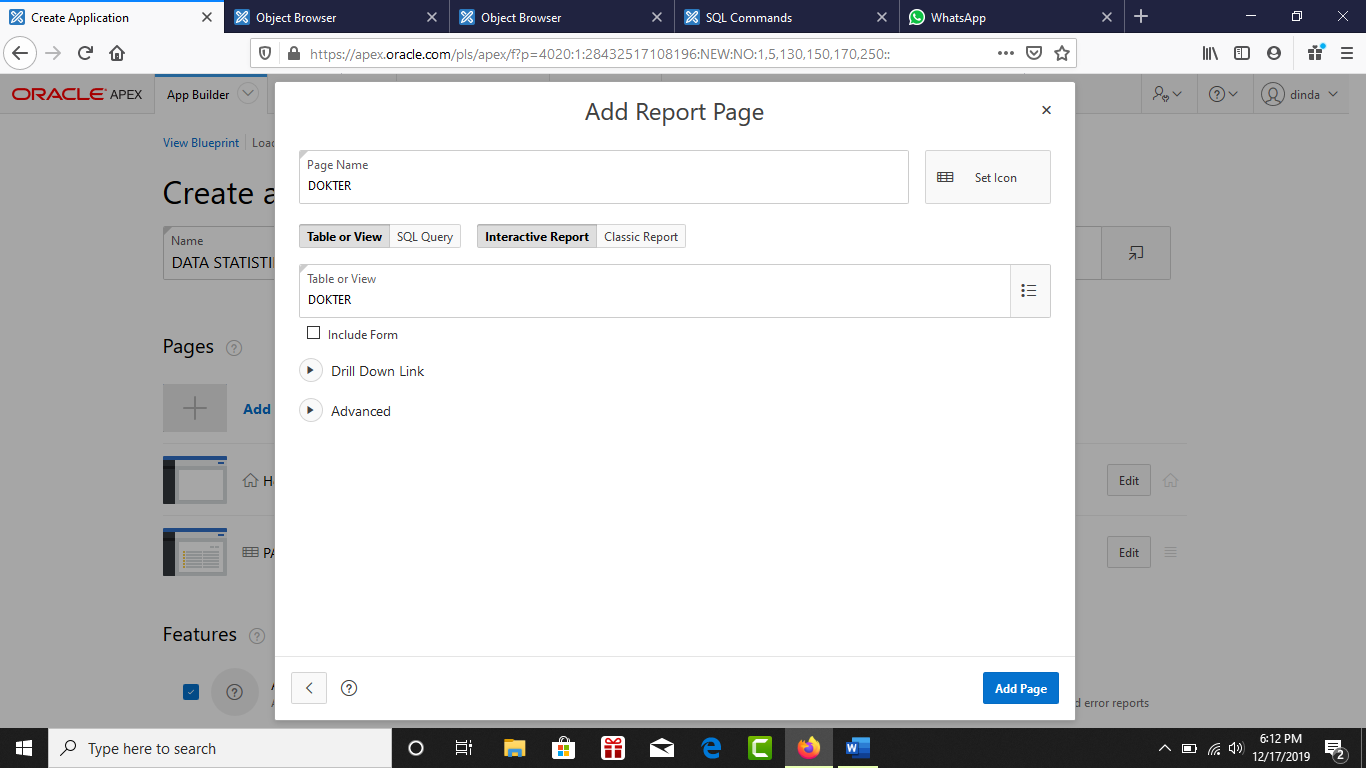 Create Application
Object Browser
Object Browser
SQL Commands
WhatsApp
https://apex.oracle.com/pls/apex/f?p=4020:1:28432517108196:NEW:NO:1,5,130,150,170,250::
ORACLE APEX
App Builder
dinda
View Blueprint
Create a
Name
DATA STATISTI
Pages
Add
Edit
Edit
Features
d error reports
Add Report Page
Page Name
DOKTER
Set Icon
Table or View SQL Query Interactive Report Classic Report
Table or View
DOKTER
Include Form
Drill Down Link
Advanced
Add Page
Type here to search
6:12 PM
12/17/2019
2